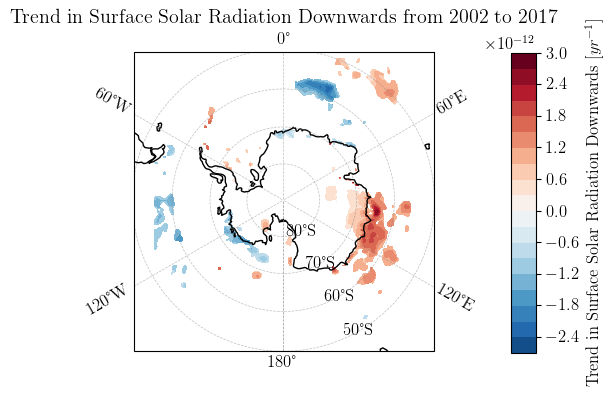 Trend in Surface Solar Radiation Downwards from 2002 to 2017
0°
×10⁻¹²
60°W
60°E
80°S
70°S
60°S
50°S
120°W
120°E
180°
3.0
2.4
1.8
1.2
0.6
0.0
−0.6
−1.2
−1.8
−2.4
Trend in Surface Solar Radiation Downwards [yr⁻¹]